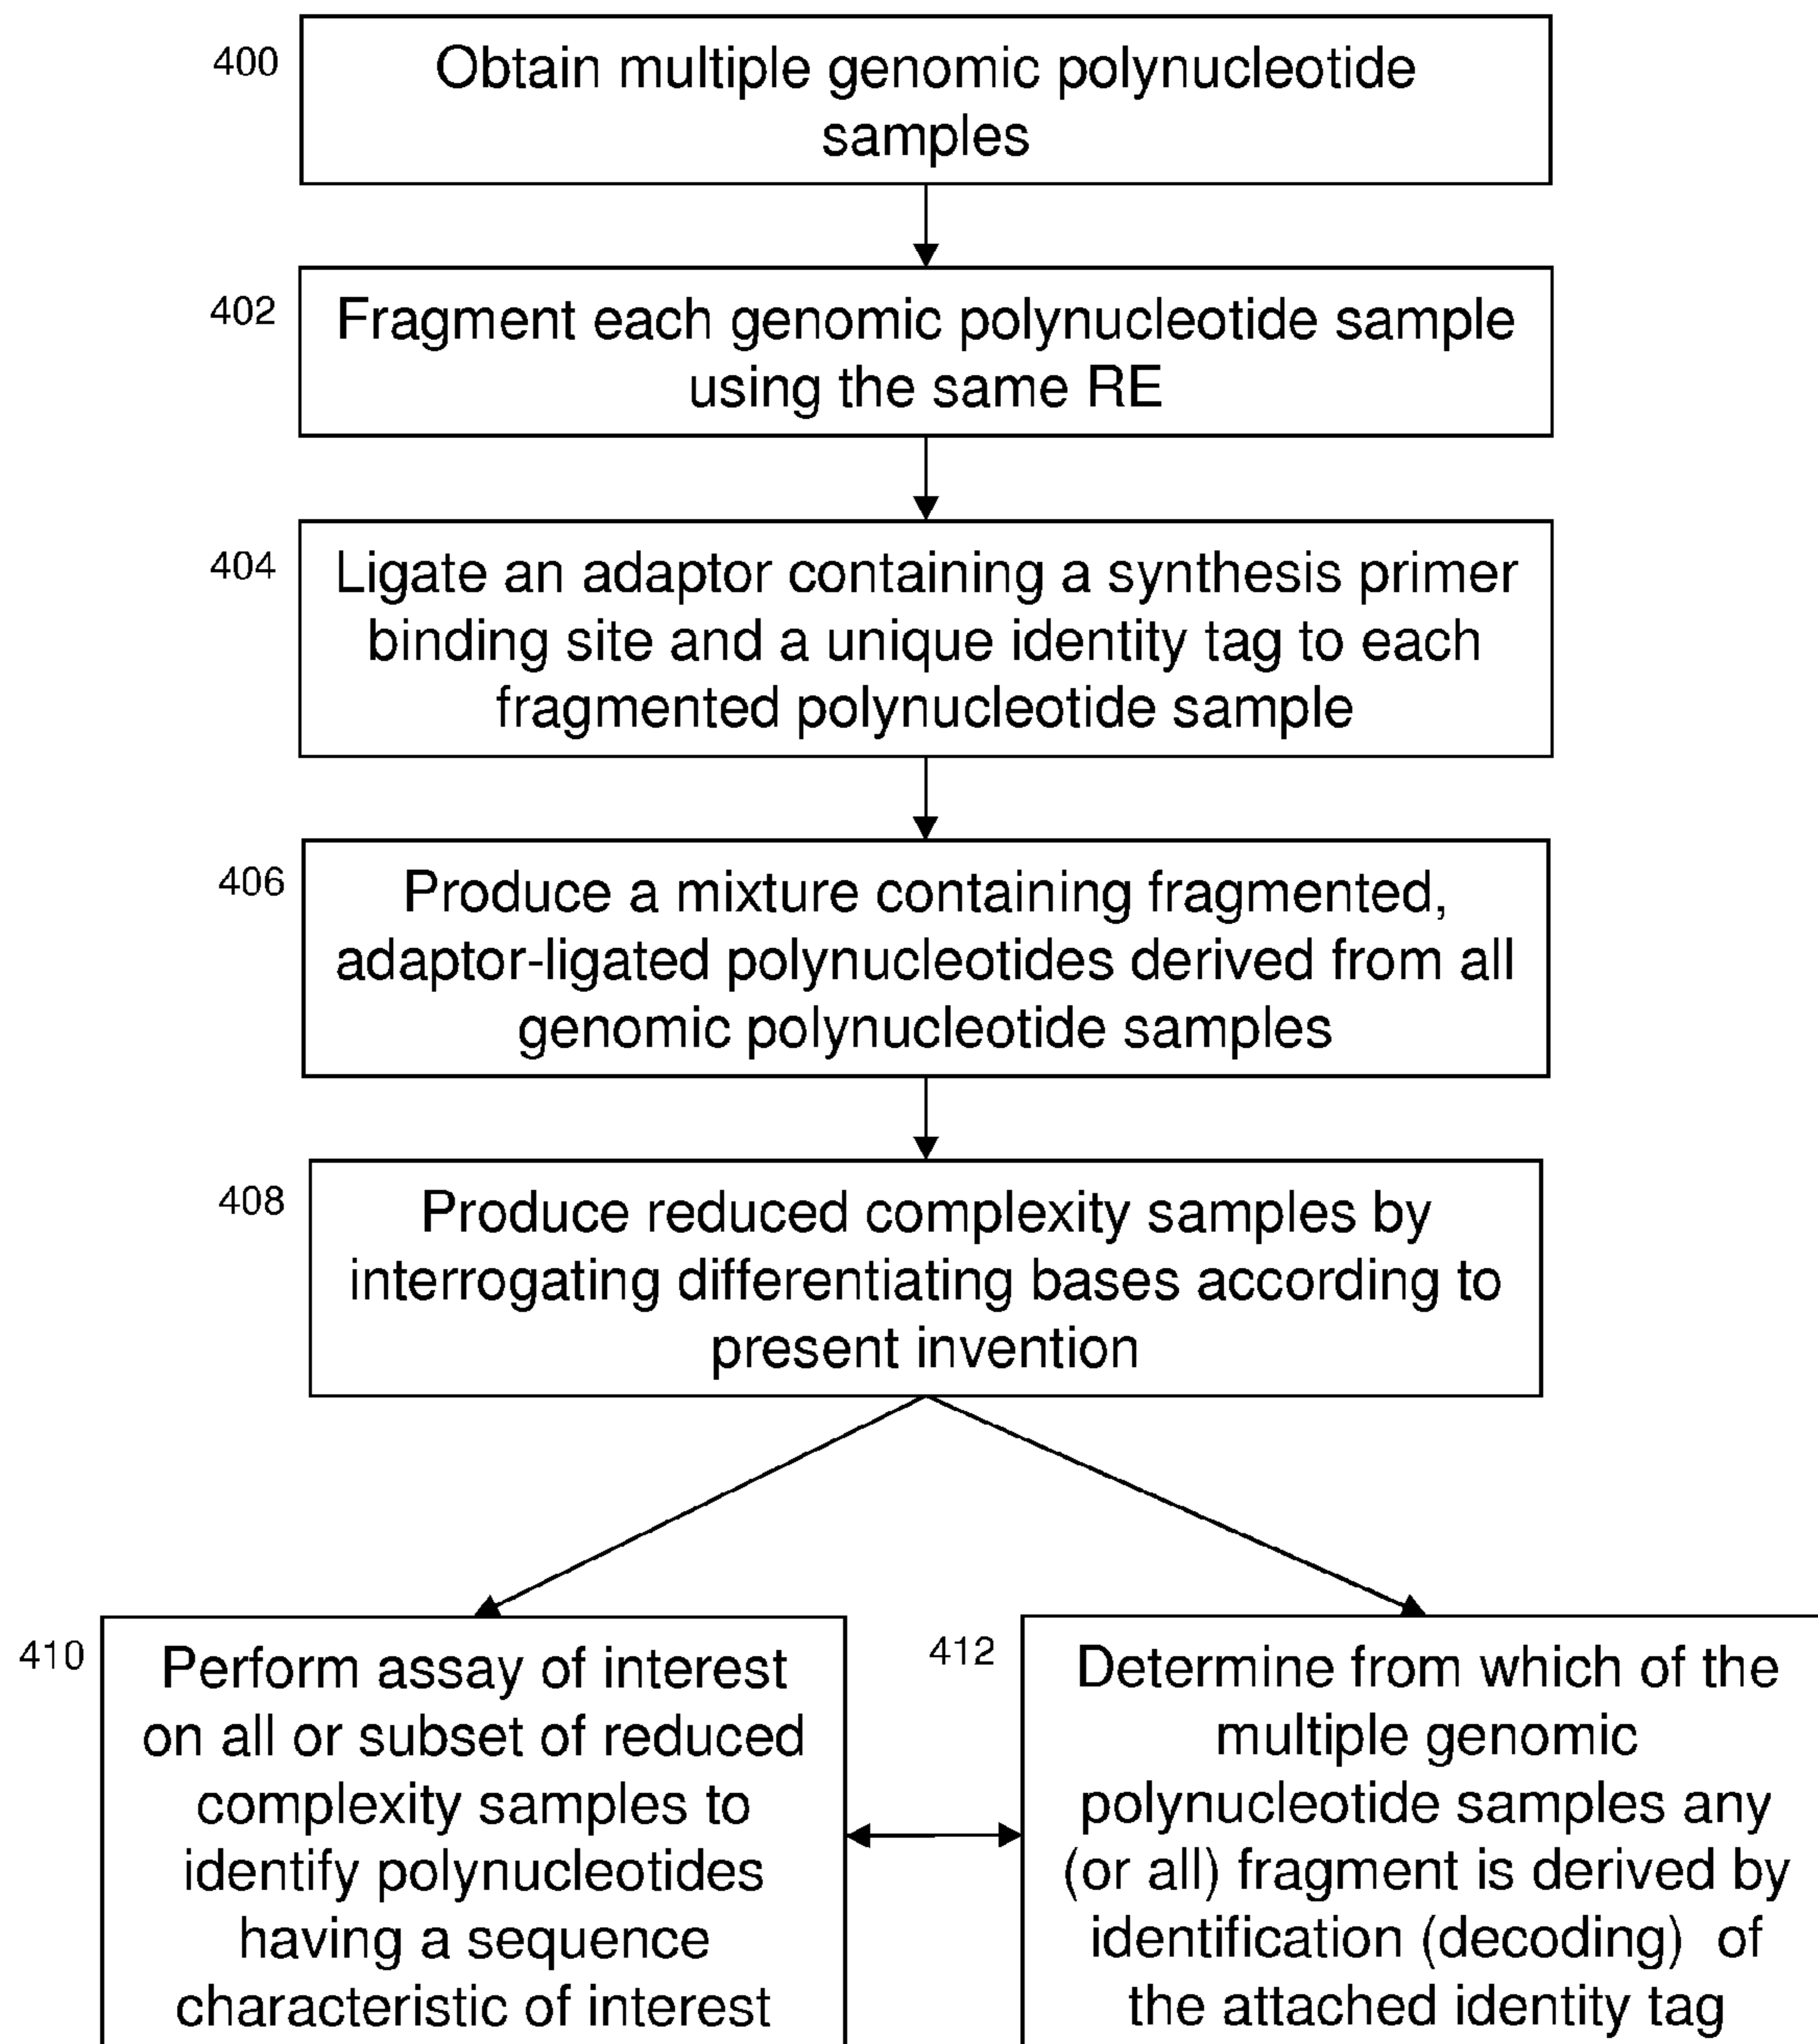 400
Obtain multiple genomic polynucleotide
samples
402
Fragment each genomic polynucleotide sample
using the same RE
404
Ligate an adaptor containing a synthesis primer
binding site and a unique identity tag to each
fragmented polynucleotide sample
406
Produce a mixture containing fragmented,
adaptor-ligated polynucleotides derived from all
genomic polynucleotide samples
408
Produce reduced complexity samples by
interrogating differentiating bases according to
present invention
410
Perform assay of interest
on all or subset of reduced
complexity samples to
identify polynucleotides
having a sequence
characteristic of interest
412
Determine from which of the
multiple genomic
polynucleotide samples any
(or all) fragment is derived by
identification (decoding) of
the attached identity tag